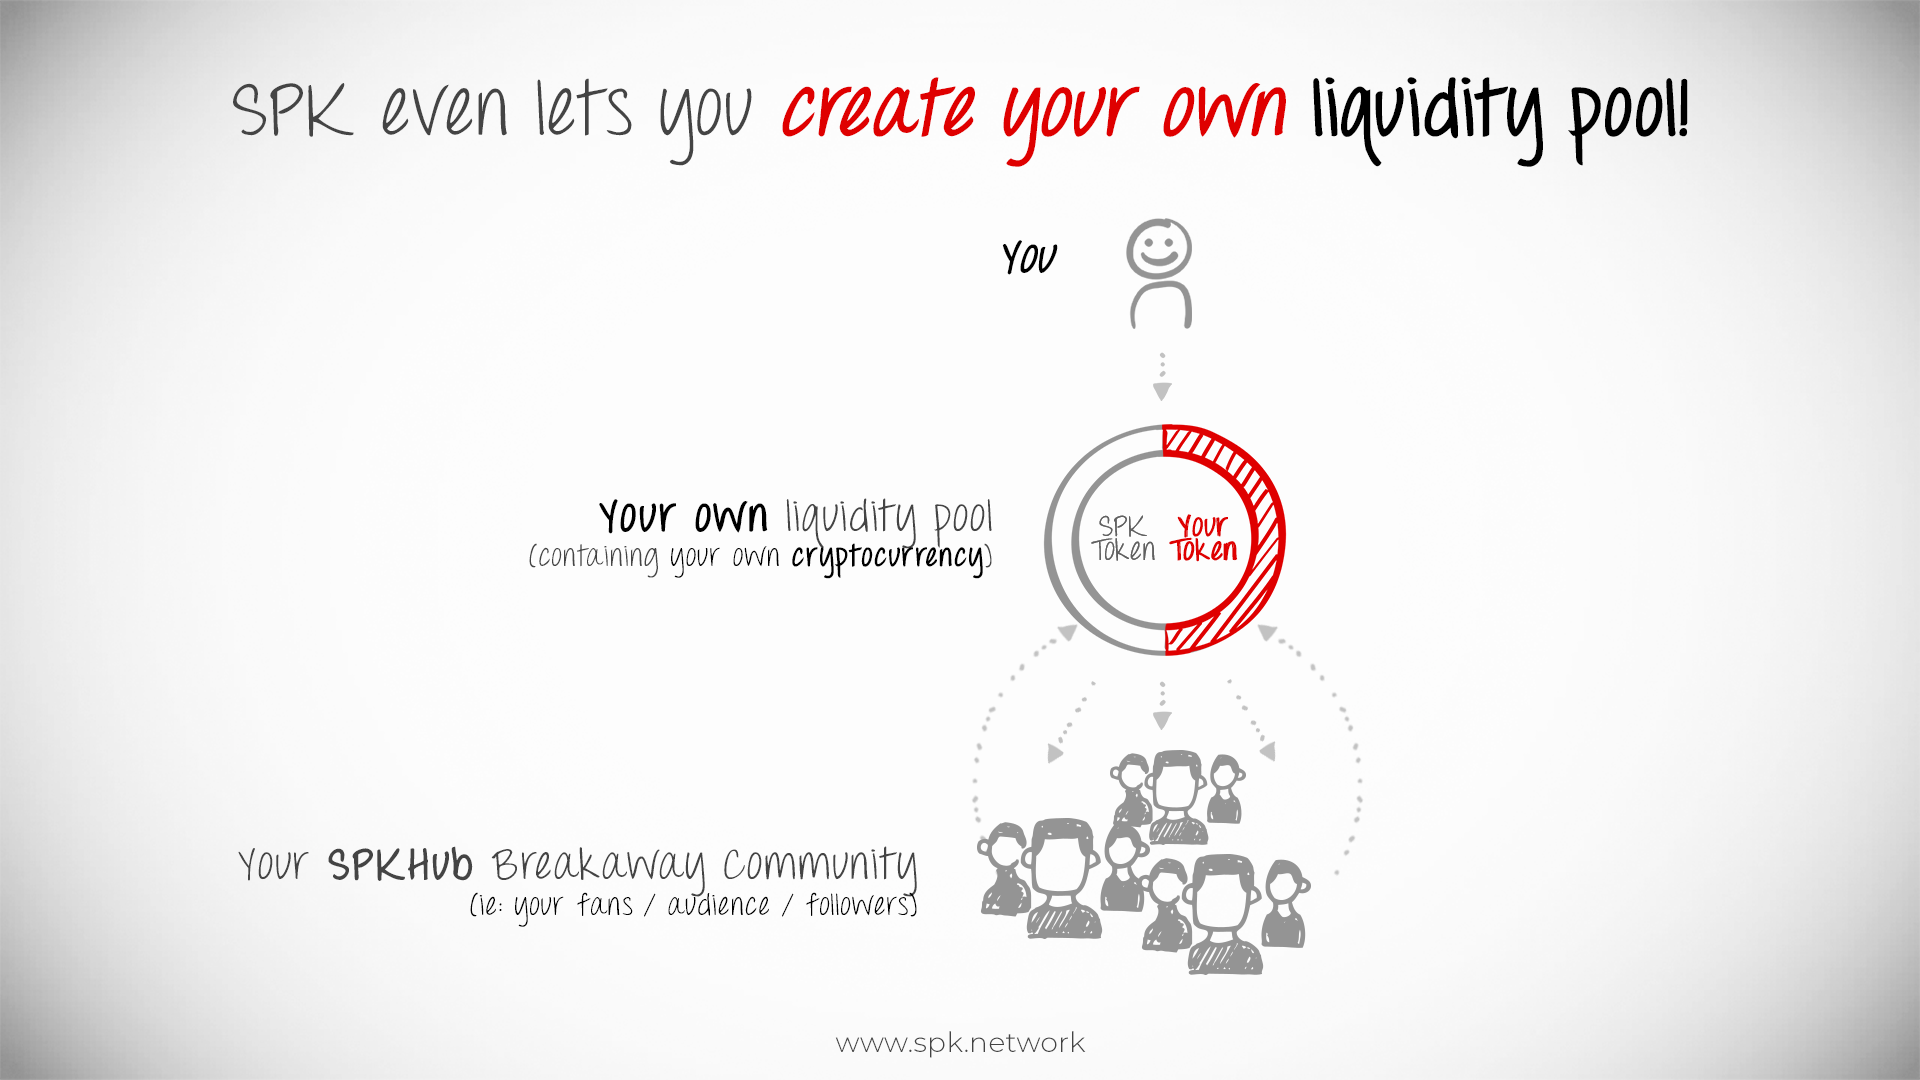 SPK even lets you create your own liquidity pool!
You
Your own liquidity pool
(containing your own cryptocurrency)
SPK Token
Your Token
Your SPKHub Breakaway Community
(ie: your fans / audience / followers)
www.spk.network